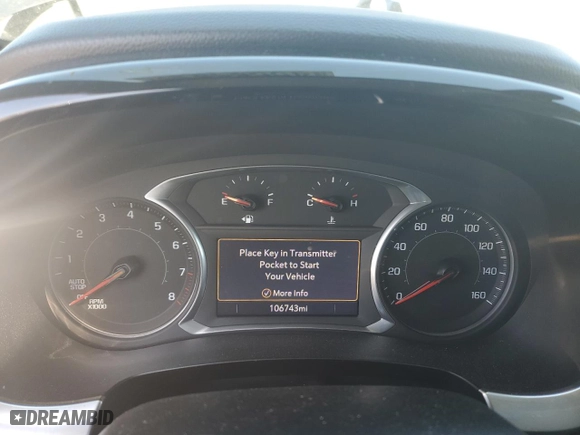 E F
C H
1 2 3 4 5 6 7 8
AUTO STOP
OFF
RPM
X1000
Place Key in Transmitter
Pocket to Start
Your Vehicle
More Info
106743mi
0 20 40 60 80 100 120 140 160
DREAMBID